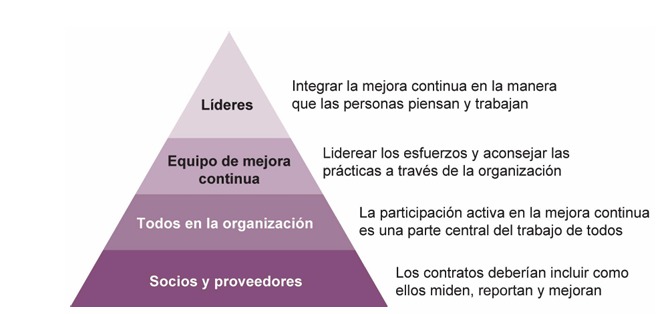 Líderes
Integrar la mejora continua en la manera
que las personas piensan y trabajan
Equipo de mejora
continua
Liderear los esfuerzos y aconsejar las
prácticas a través de la organización
Todos en la organización
La participación activa en la mejora continua
es una parte central del trabajo de todos
Socios y proveedores
Los contratos deberían incluir como
ellos miden, reportan y mejoran